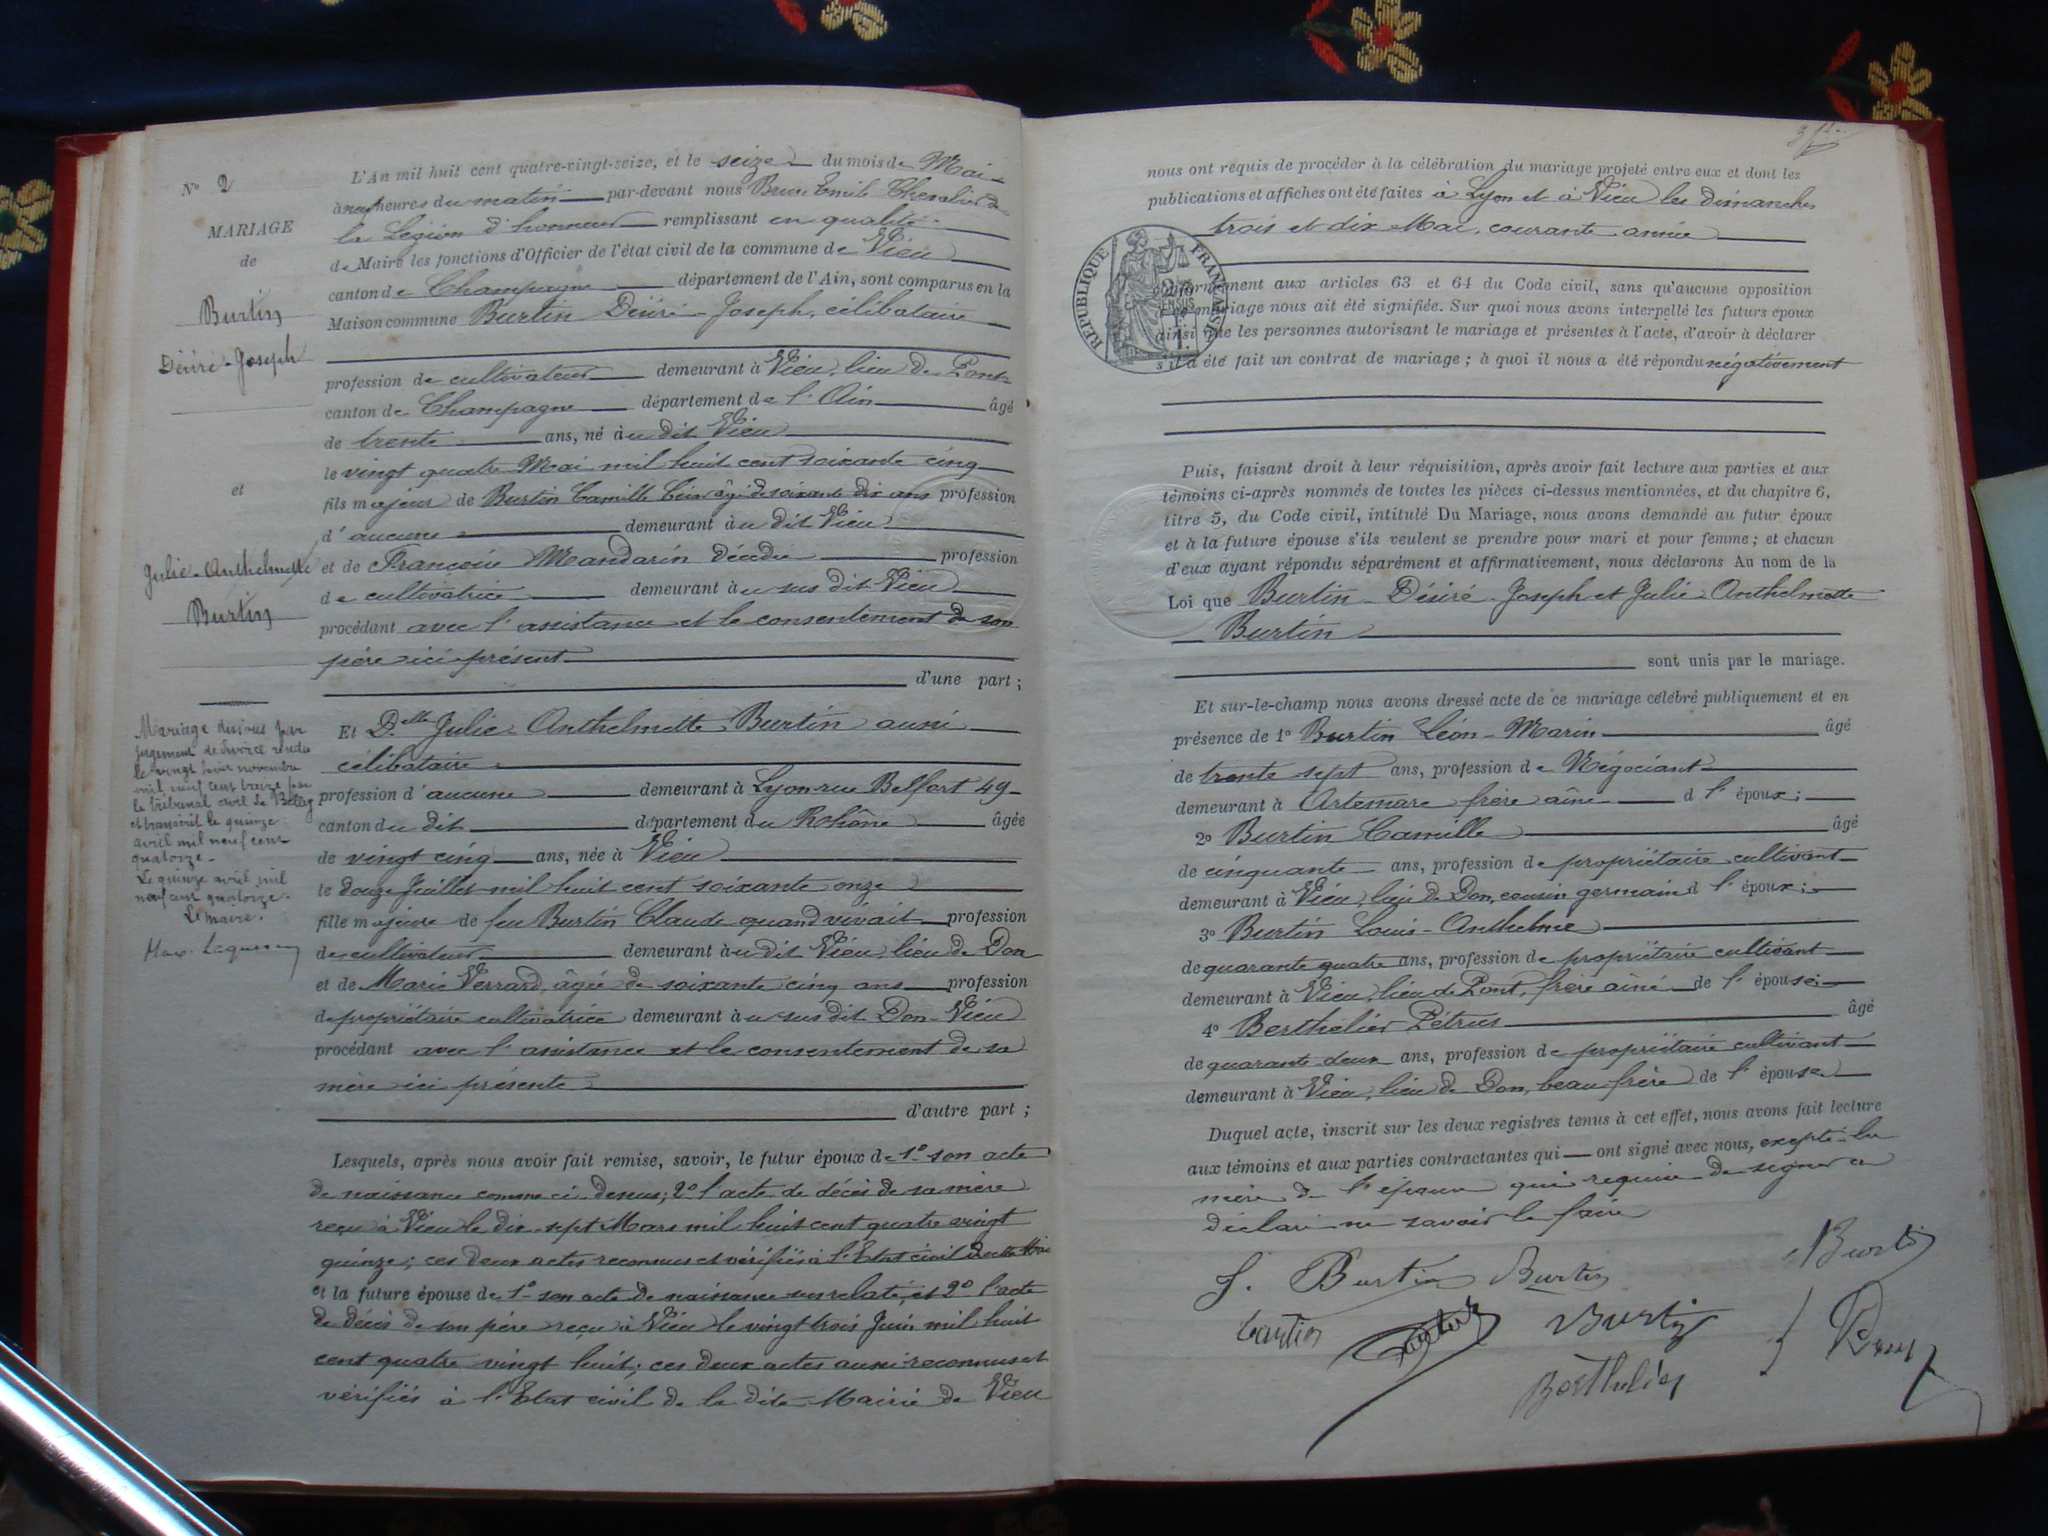 N° 2
MARIAGE
de
Burtin
Désiré-Joseph
et
Julie-Anthelmette
Burtin
Mariage dissous par
jugement de divorce rendu
le vingt novembre
mil neuf cent treize par
le tribunal civil de Belley
et transcrit le quinze
avril mil neuf cent
quatorze.
Le quinze avril mil
neuf cent quatorze.
Le maire.
L'An mil huit cent quatre-vingt-seize, et le seize du mois de Mai
à neuf heures du matin par-devant nous Emile Chevalier de
la Légion d'honneur remplissant en qualité
de Maire les fonctions d'Officier de l'état civil de la commune de Vieu
canton de Champagne département de l'Ain, sont comparus en la
Maison commune Burtin Désiré-Joseph, célibataire
profession de cultivateur demeurant à Vieu, lieu de Pont
canton de Champagne département de l'Ain âgé
de trente ans, né àu dit Vieu
le vingt quatre Mai mil huit cent soixante cinq
fils majeur de Burtin Camille âgé de soixante dix ans profession
d'aucune demeurant àu dit Vieu
et de Françoise Mandarin décédée profession
de cultivatrice demeurant àu sus dit Vieu
procédant avec l'assistance et le consentement de son
père ici présent
d'une part ;
Et Delle Julie Anthelmette Burtin aussi
célibataire
profession d'aucune demeurant à Lyon rue Belfort 49
canton du dit département du Rhône âgée
de vingt cinq ans, née à Vieu
le douze Juillet mil huit cent soixante onze
fille majeure de feu Burtin Claude quand vivait profession
de cultivateur demeurant àu dit Vieu, lieu de Don
et de Marie Verrard, âgée de soixante cinq ans profession
de propriétaire cultivatrice demeurant àu sus dit Don-Vieu
procédant avec l'assistance et le consentement de sa
mère ici présente
d'autre part ;
Lesquels, après nous avoir fait remise, savoir, le futur époux de 1° son acte
de naissance comme ci-dessus; 2° l'acte de décès de sa mère
reçu à Vieu le dix-sept Mars mil huit cent quatre vingt
quinze; ces deux actes reconnus et vérifiés à l'Etat civil
et la future épouse de 1° son acte de naissance susrelaté, et 2° l'acte
de décès de son père reçu à Vieu le vingt trois Juin mil huit
cent quatre vingt huit; ces deux actes aussi reconnus et
vérifiés à l'Etat civil de la dite Mairie de Vieu
nous ont requis de procéder à la célébration du mariage projeté entre eux et dont les
publications et affiches ont été faites à Lyon et à Vieu les dimanches
trois et dix Mai, courante année
RÉPUBLIQUE FRANÇAISE
conformément aux articles 63 et 64 du Code civil, sans qu'aucune opposition
à ce mariage nous ait été signifiée. Sur quoi nous avons interpellé les futurs époux
ainsi que les personnes autorisant le mariage et présentes à l'acte, d'avoir à déclarer
s'il a été fait un contrat de mariage ; à quoi il nous a été répondu négativement
Puis, faisant droit à leur réquisition, après avoir fait lecture aux parties et aux
témoins ci-après nommés de toutes les pièces ci-dessus mentionnées, et du chapitre 6,
titre 5, du Code civil, intitulé Du Mariage, nous avons demandé au futur époux
et à la future épouse s'ils veulent se prendre pour mari et pour femme ; et chacun
d'eux ayant répondu séparément et affirmativement, nous déclarons Au nom de la
Loi que Burtin-Désiré-Joseph et Julie-Anthelmette
Burtin
sont unis par le mariage.
Et sur-le-champ nous avons dressé acte de ce mariage célébré publiquement et en
présence de 1° Burtin Léon-Marin âgé
de trente sept ans, profession de Négociant
demeurant à Artemare frère aîné d l'époux;
2° Burtin Camille âgé
de cinquante ans, profession de propriétaire cultivant
demeurant à Vieu, lieu de Don, cousin germain d l'époux;
3° Burtin Louis-Anthelme
de quarante quatre ans, profession de propriétaire cultivant
demeurant à Vieu, lieu de Pont, frère aîné de l'épouse;
4° Berthelier Pétrus âgé
de quarante deux ans, profession de propriétaire cultivant
demeurant à Vieu, lieu de Don, beau-frère de l'épouse
Duquel acte, inscrit sur les deux registres tenus à cet effet, nous avons fait lecture
aux témoins et aux parties contractantes qui ont signé avec nous, excepté la
mère de l'épouse qui requise de signer a
déclaré ne savoir le faire
J. Burtin Burtin Burtin
Burtin Burtin
Berthelier